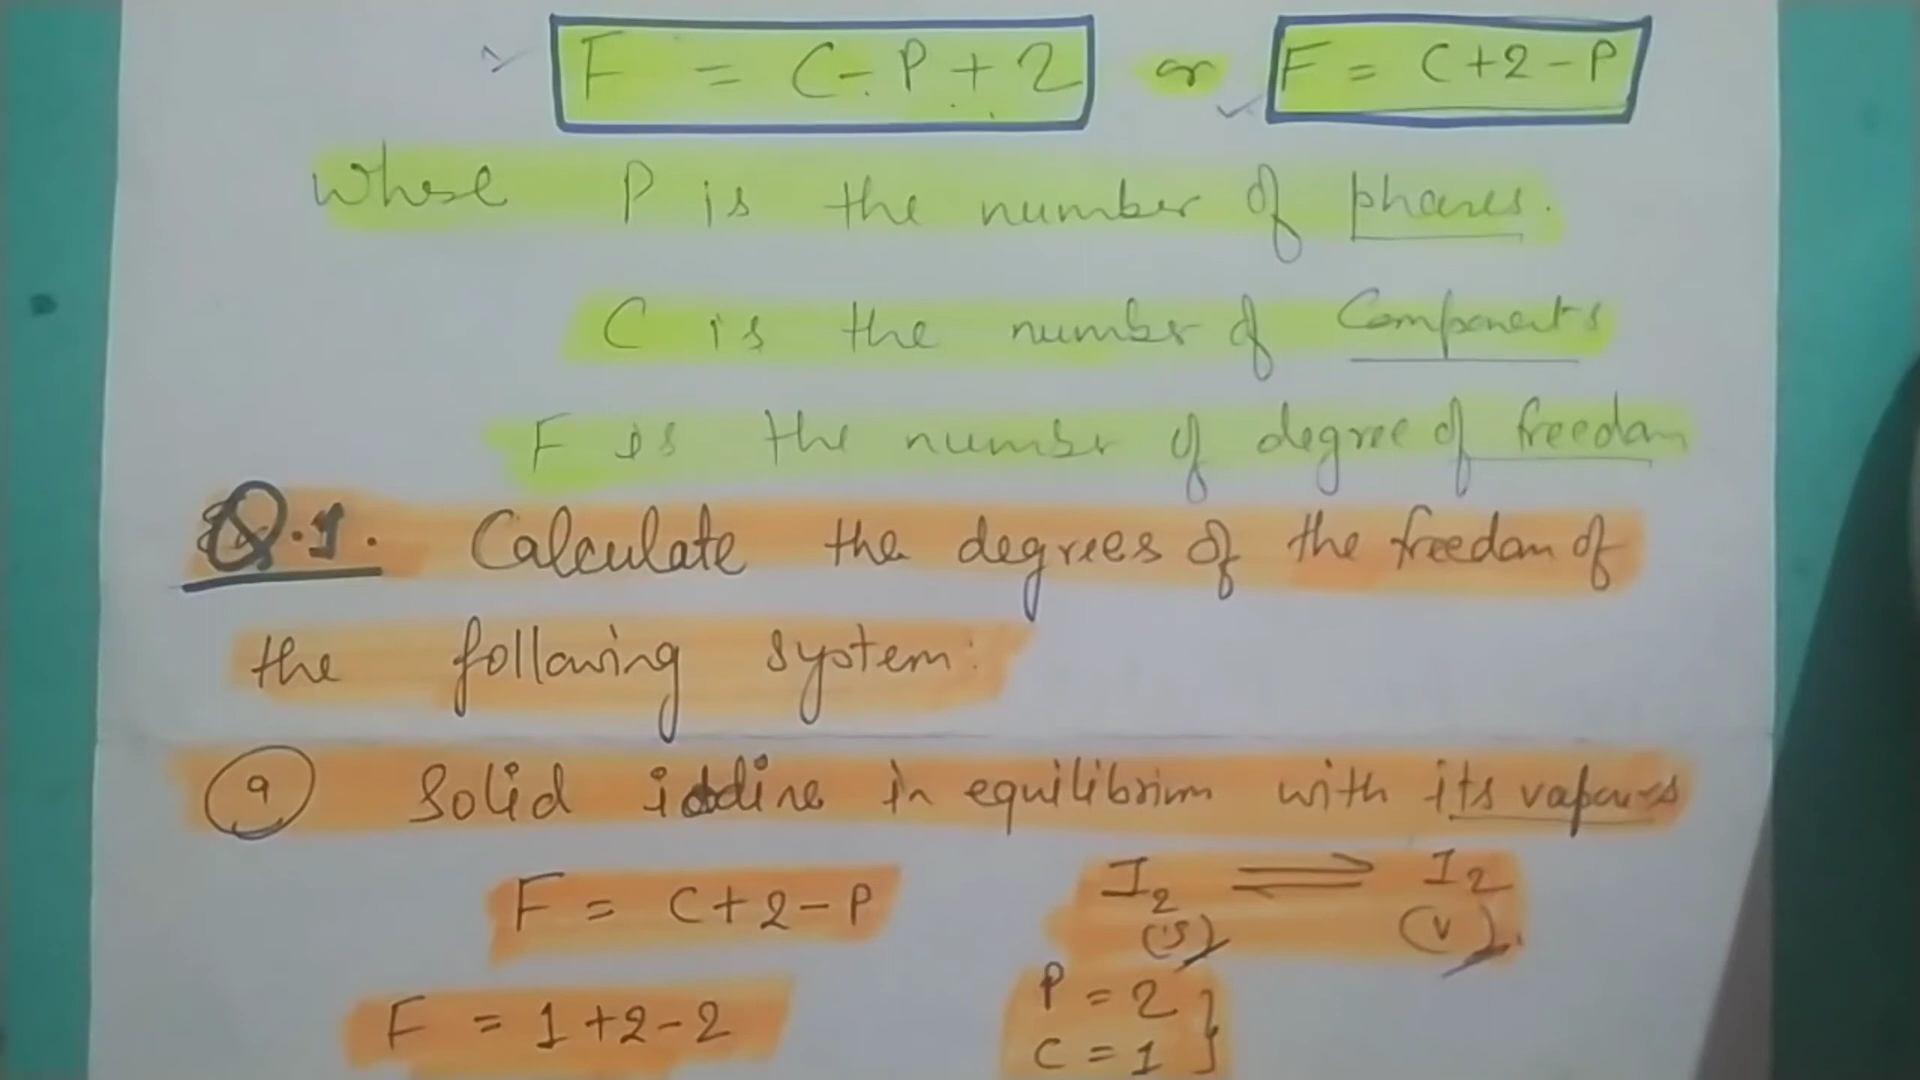 F = C - P + 2 or F = C+2-P
Where P is the number of phases.
C is the number of Components
F is the number of degree of freedom
Q.1. Calculate the degrees of the freedom of
the following system:
a Solid iodine in equilibrium with its vapours
F = C+2-P I2 (s) ⇌ I2 (v)
F = 1+2-2 P = 2
C = 1 }